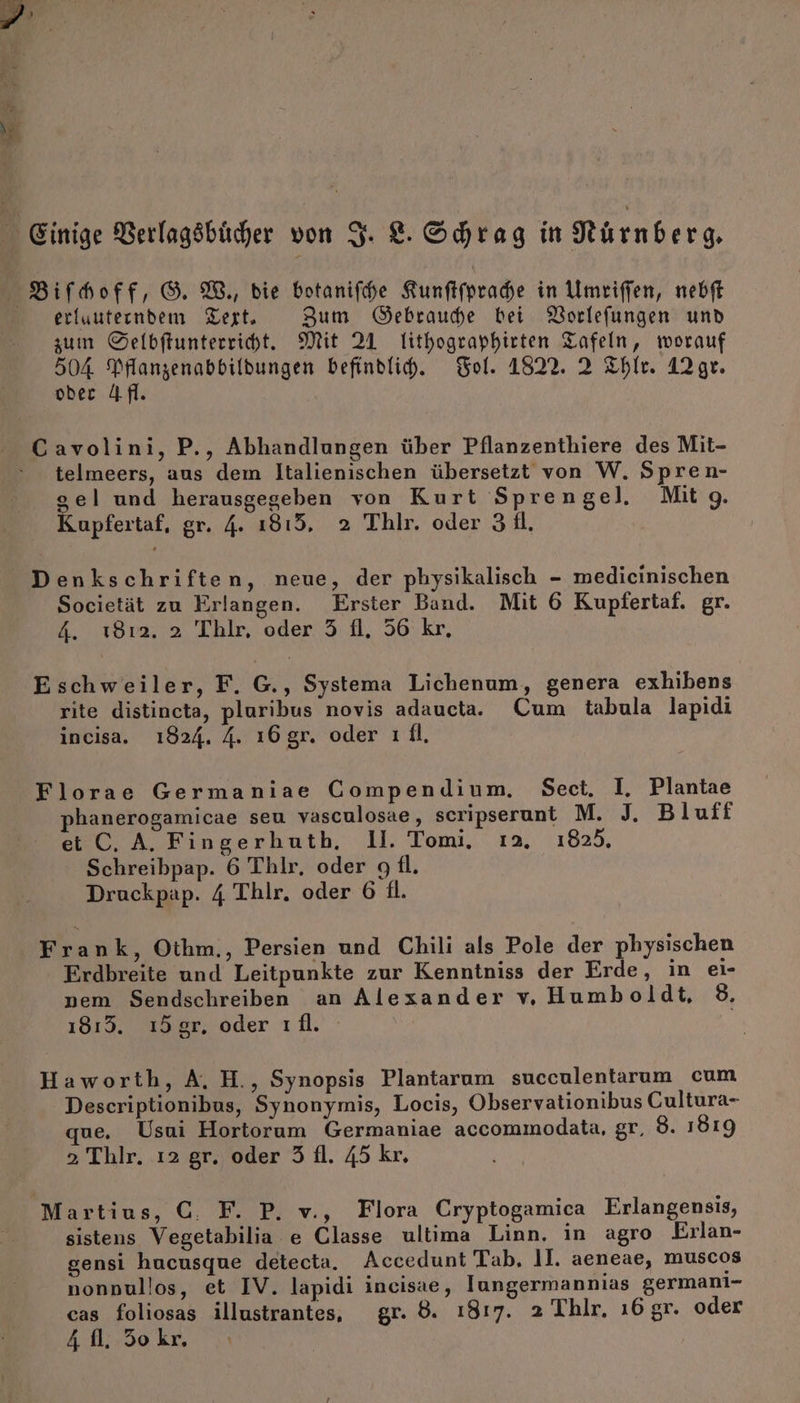 Einige Verlagsbücher von J. L. Schrag in Nürnberg.
Bischoff, G. W., die botanische Kunstsprache in Umrissen, nebst
erläuterndem Text. Zum Gebrauche bei Vorlesungen und
zum Selbstunterricht. Mit 21 lithographirten Tafeln, worauf
504 Pflanzenabbildungen befindlich. Fol. 1822. 2 Thlr. 12 gr.
oder 4 fl.
Cavolini, P., Abhandlungen über Pflanzenthiere des Mit-
telmeers, aus dem Italienischen übersetzt von W. Spren-
gel und herausgegeben von Kurt Sprengel. Mit 9.
Kupfertaf. gr. 4. 1813. 2 Thlr. oder 3 fl.
Denkschriften, neue, der physikalisch - medicinischen
Societät zu Erlangen. Erster Band. Mit 6 Kupfertaf. gr.
4. 1812. 2 Thlr. oder 3 fl. 36 kr.
Eschweiler, F. G., Systema Lichenum, genera exhibens
rite distincta, pluribus novis adaucta. Cum tabula lapidi
incisa. 1824. 4. 16 gr. oder 1 fl.
Florae Germaniae Compendium. Sect. I. Plantae
phanerogamicae seu vasculosae, scripserunt M. J. Bluff
et C. A. Fingerhuth. II. Tomi. 12. 1825.
Schreibpap. 6 Thlr. oder 9 fl.
Druckpap. 4 Thlr. oder 6 fl.
Frank, Othm., Persien und Chili als Pole der physischen
Erdbreite und Leitpunkte zur Kenntniss der Erde, in ei-
nem Sendschreiben an Alexander v. Humboldt. 8.
1813. 15 gr. oder 1 fl.
Haworth, A. H., Synopsis Plantarum succulentarum cum
Descriptionibus, Synonymis, Locis, Observationibus Cultura-
que. Usui Hortorum Germaniae accommodata. gr. 8. 1819
2 Thlr. 12 gr. oder 3 fl. 45 kr.
Martius, C. F. P. v., Flora Cryptogamica Erlangensis,
sistens Vegetabilia e Classe ultima Linn. in agro Erlan-
gensi hucusque detecta. Accedunt Tab. II. aeneae, muscos
nonnullos, et IV. lapidi incisae, Iungermannias germani-
cas foliosas illustrantes, gr. 8. 1817. 2 Thlr. 16 gr. oder
4 fl. 30 kr.